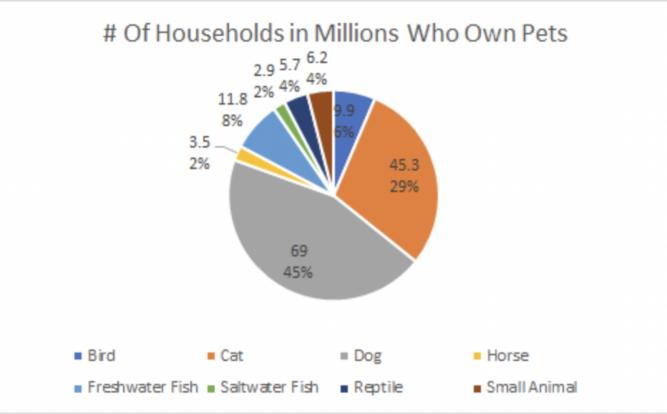 # Of Households in Millions Who Own Pets
2.9
2%
5.7
4%
6.2
4%
9.9
6%
11.8
8%
3.5
2%
45.3
29%
69
45%
Bird
Cat
Dog
Horse
Freshwater Fish
Saltwater Fish
Reptile
Small Animal